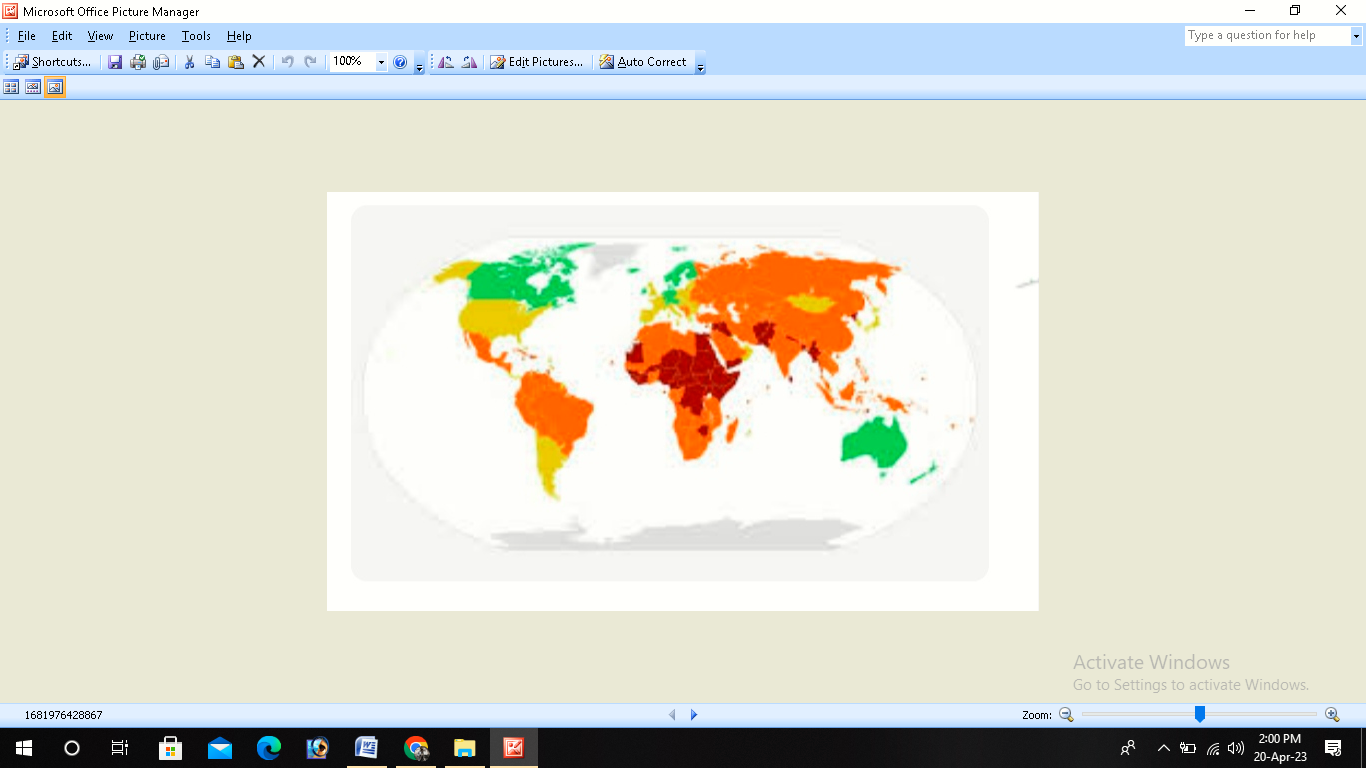 Microsoft Office Picture Manager
File Edit View Picture Tools Help
Type a question for help
Shortcuts...
100%
Edit Pictures...
Auto Correct
Activate Windows
Go to Settings to activate Windows.
1681976428867
Zoom:
2:00 PM
20-Apr-23